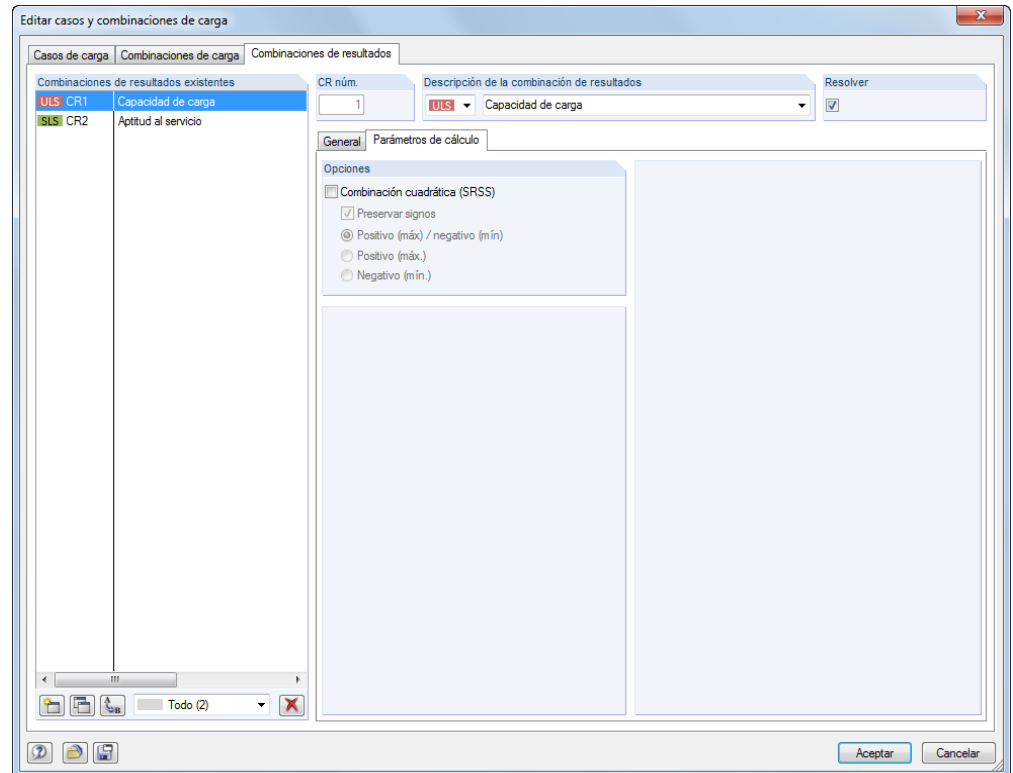 Editar casos y combinaciones de carga
Casos de carga
Combinaciones de carga
Combinaciones de resultados
Combinaciones de resultados existentes
ULS CR1 Capacidad de carga
SLS CR2 Aptitud al servicio
Todo (2)
CR núm.
1
Descripción de la combinación de resultados
ULS Capacidad de carga
Resolver
General
Parámetros de cálculo
Opciones
Combinación cuadrática (SRSS)
Preservar signos
Positivo (máx) / negativo (mín)
Positivo (máx.)
Negativo (mín.)
Aceptar
Cancelar